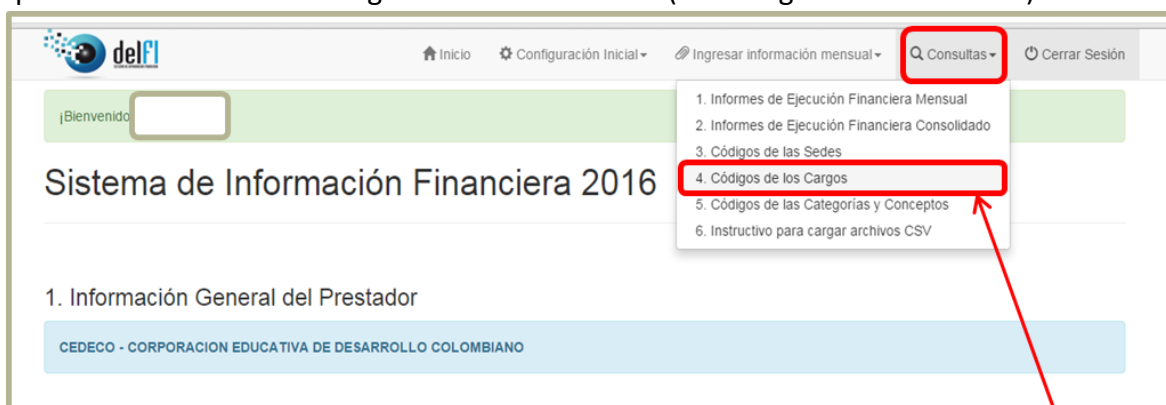 delfI
Inicio Configuración Inicial Ingresar información mensual Consultas Cerrar Sesión
¡Bienvenido
1. Informes de Ejecución Financiera Mensual
2. Informes de Ejecución Financiera Consolidado
3. Códigos de las Sedes
4. Códigos de los Cargos
5. Códigos de las Categorías y Conceptos
6. Instructivo para cargar archivos CSV
Sistema de Información Financiera 2016
1. Información General del Prestador
CEDECO - CORPORACION EDUCATIVA DE DESARROLLO COLOMBIANO